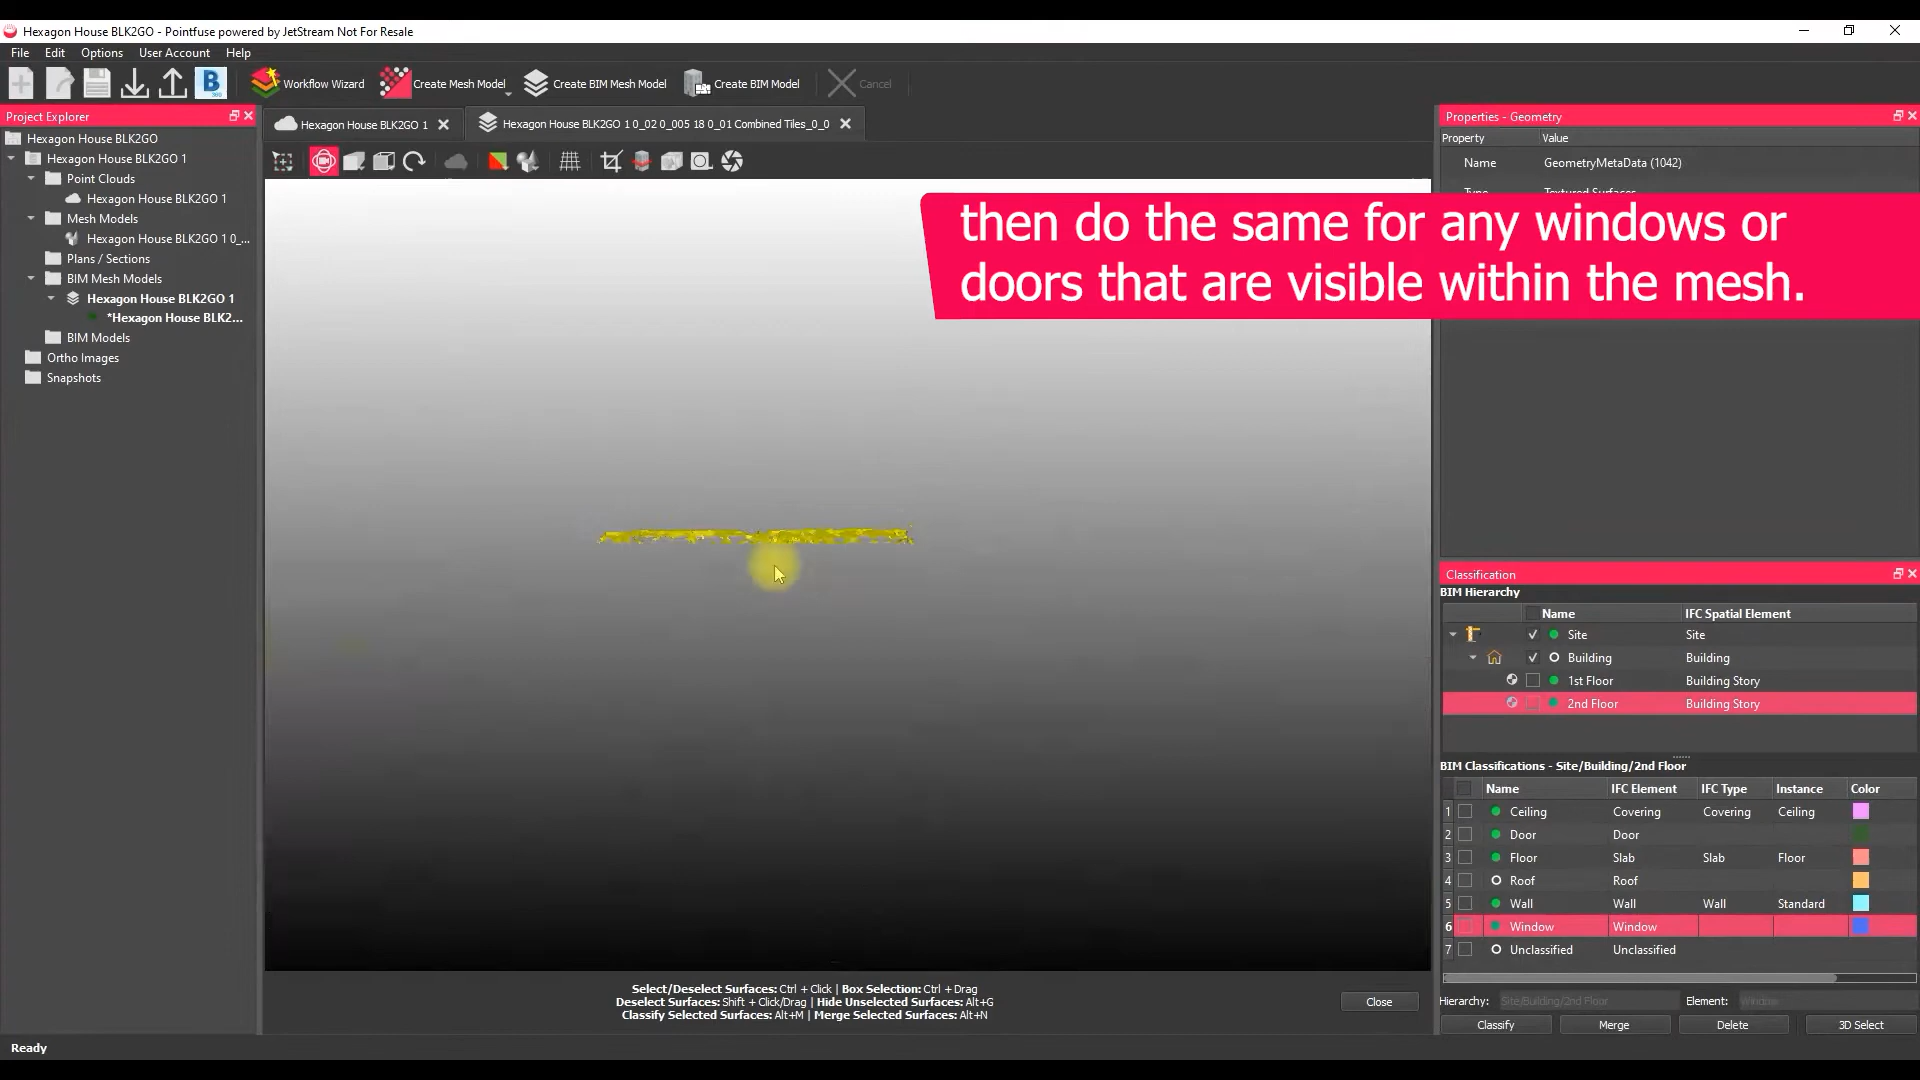 Hexagon House BLK2GO - Pointfuse powered by JetStream Not For Resale
File Edit Options User Account Help
Workflow Wizard Create Mesh Model Create BIM Mesh Model Create BIM Model Cancel
Project Explorer
Hexagon House BLK2GO 1
Hexagon House BLK2GO 1 0_02 0_005 18 0_01 Combined Tiles_0_0
Hexagon House BLK2GO
Hexagon House BLK2GO 1
Point Clouds
Hexagon House BLK2GO 1
Mesh Models
Hexagon House BLK2GO 1 0_...
Plans / Sections
BIM Mesh Models
Hexagon House BLK2GO 1
*Hexagon House BLK2...
BIM Models
Ortho Images
Snapshots
then do the same for any windows or
doors that are visible within the mesh.
Properties - Geometry
Property Value
Name GeometryMetaData (1042)
Classification
BIM Hierarchy
Name IFC Spatial Element
Site Site
Building Building
1st Floor Building Story
2nd Floor Building Story
BIM Classifications - Site/Building/2nd Floor
Name IFC Element IFC Type Instance Color
1 Ceiling Covering Covering Ceiling
2 Door Door
3 Floor Slab Slab Floor
4 Roof Roof
5 Wall Wall Wall Standard
6 Window Window
7 Unclassified Unclassified
Hierarchy: Site/Building/2nd Floor Element: Window
Classify Merge Delete 3D Select
Select/Deselect Surfaces: Ctrl + Click | Box Selection: Ctrl + Drag
Deselect Surfaces: Shift + Click/Drag | Hide Unselected Surfaces: Alt+G
Classify Selected Surfaces: Alt+M | Merge Selected Surfaces: Alt+N
Close
Ready